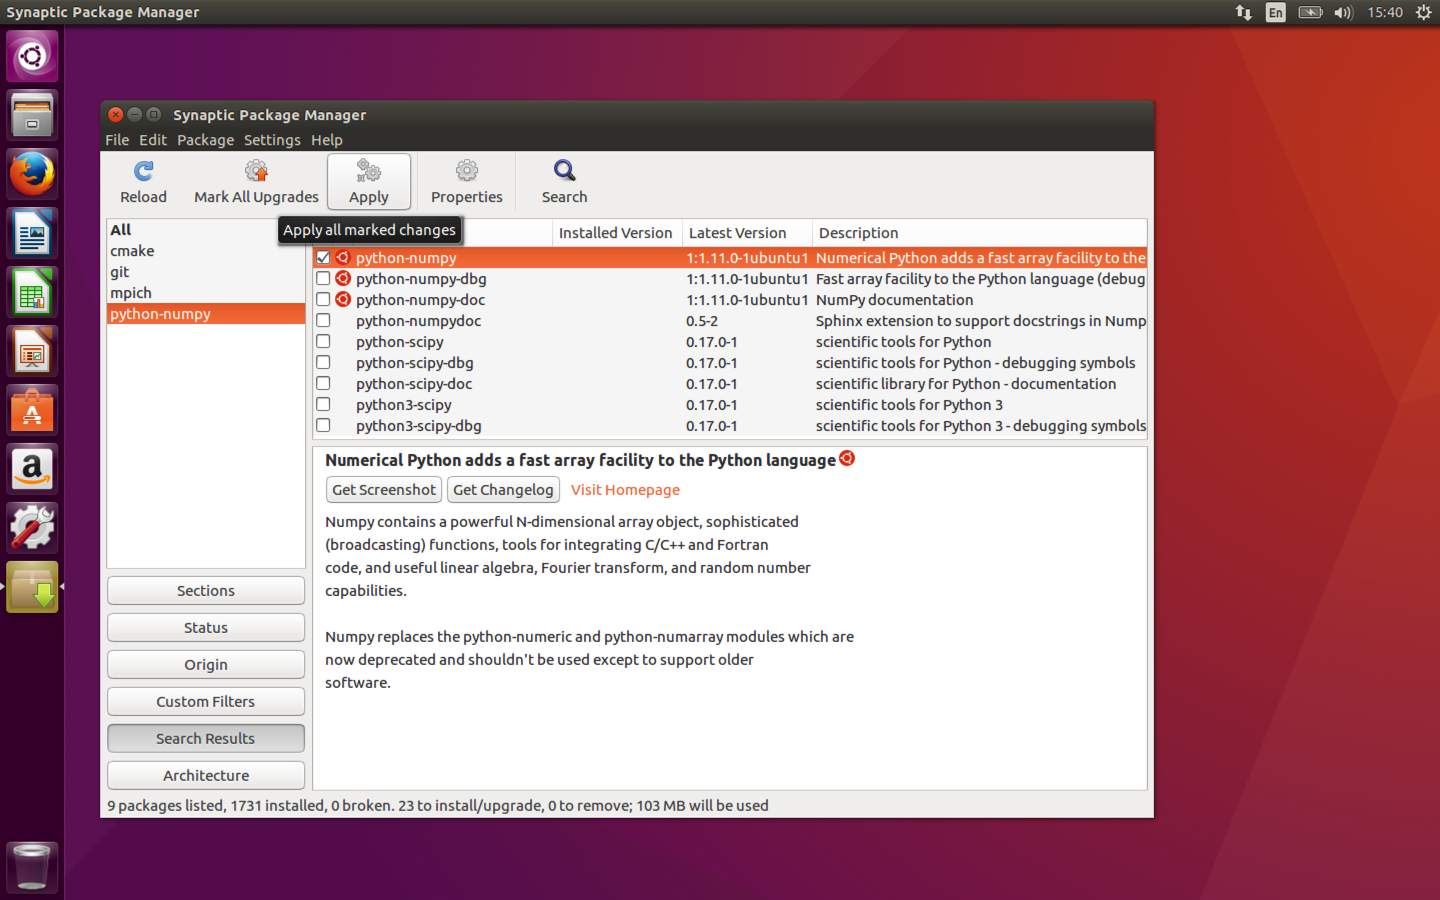 Synaptic Package Manager
En
15:40
Synaptic Package Manager
File Edit Package Settings Help
Reload Mark All Upgrades Apply Properties Search
Apply all marked changes
Installed Version Latest Version Description
All
cmake
git
mpich
python-numpy
python-numpy 1:1.11.0-1ubuntu1 Numerical Python adds a fast array facility to the
python-numpy-dbg 1:1.11.0-1ubuntu1 Fast array facility to the Python language (debug
python-numpy-doc 1:1.11.0-1ubuntu1 NumPy documentation
python-numpydoc 0.5-2 Sphinx extension to support docstrings in Nump
python-scipy 0.17.0-1 scientific tools for Python
python-scipy-dbg 0.17.0-1 scientific tools for Python - debugging symbols
python-scipy-doc 0.17.0-1 scientific library for Python - documentation
python3-scipy 0.17.0-1 scientific tools for Python 3
python3-scipy-dbg 0.17.0-1 scientific tools for Python 3 - debugging symbols
Numerical Python adds a fast array facility to the Python language
Get Screenshot Get Changelog Visit Homepage
Numpy contains a powerful N-dimensional array object, sophisticated
(broadcasting) functions, tools for integrating C/C++ and Fortran
code, and useful linear algebra, Fourier transform, and random number
capabilities.
Numpy replaces the python-numeric and python-numarray modules which are
now deprecated and shouldn't be used except to support older
software.
Sections
Status
Origin
Custom Filters
Search Results
Architecture
9 packages listed, 1731 installed, 0 broken. 23 to install/upgrade, 0 to remove; 103 MB will be used